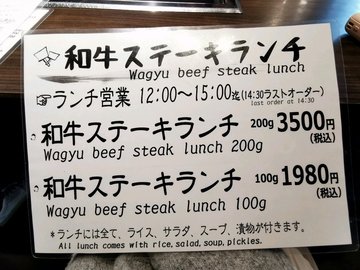 和牛ステーキランチ
Wagyu beef steak lunch
☞ランチ営業 12:00～15:00迄(14:30ラストオーダー)
last order at 14:30
和牛ステーキランチ 200g 3500円
(税込)
Wagyu beef steak lunch 200g
和牛ステーキランチ 100g 1980円
(税込)
Wagyu beef steak lunch 100g
*ランチには全て、ライス、サラダ、スープ、漬物が付きます。
All lunch comes with rice, salad, soup, pickles.